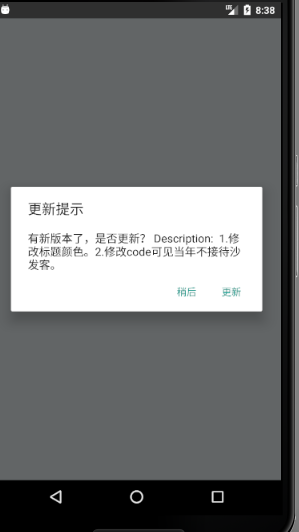 8:38
更新提示
有新版本了，是否更新？ Description: 1.修
改标题颜色。2.修改code可见当年不接待沙
发客。
稍后 更新